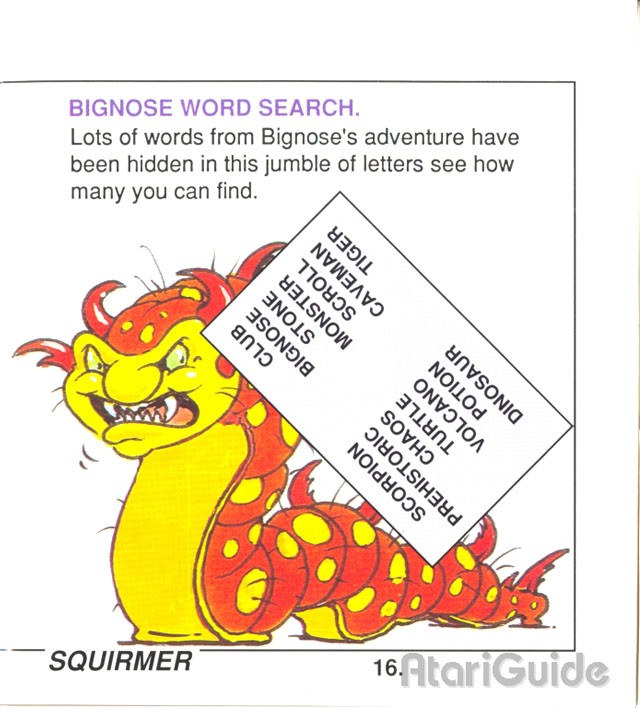 BIGNOSE WORD SEARCH.
Lots of words from Bignose's adventure have
been hidden in this jumble of letters see how
many you can find.
CLUB
BIGNOSE
STONE
MONSTER
SCROLL
CAVEMAN
TIGER
SCORPION
PREHISTORIC
CHAOS
TURTLE
VOLCANO
POTION
DINOSAUR
SQUIRMER
16.
AtariGuide